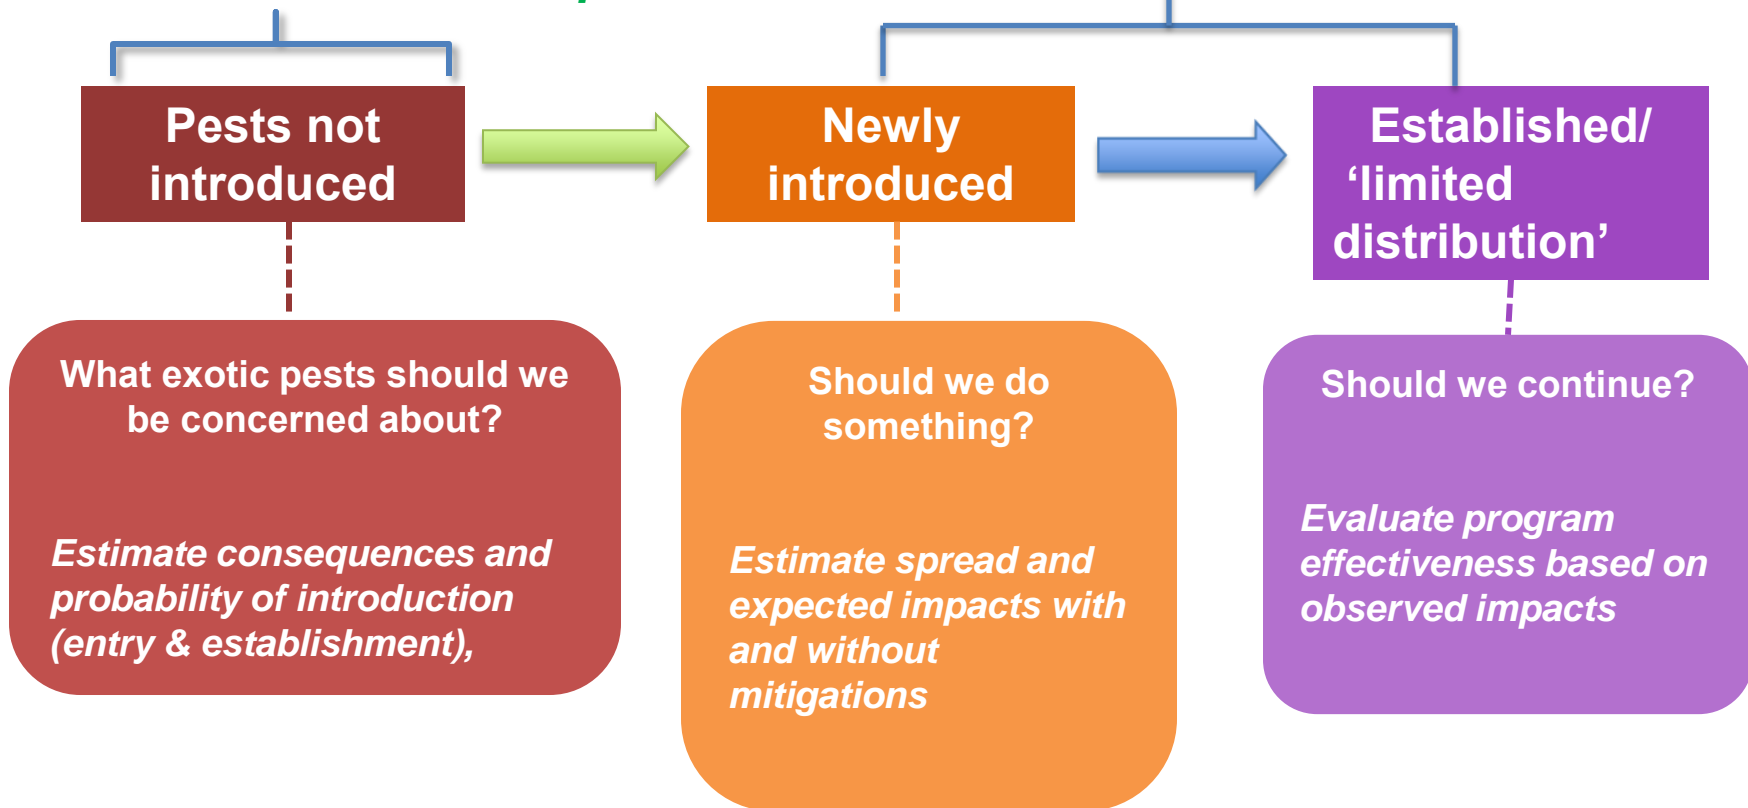 Pests not
introduced
Newly
introduced
Established/
‘limited
distribution’
What exotic pests should we
be concerned about?
Estimate consequences and
probability of introduction
(entry & establishment),
Should we do
something?
Estimate spread and
expected impacts with
and without
mitigations
Should we continue?
Evaluate program
effectiveness based on
observed impacts